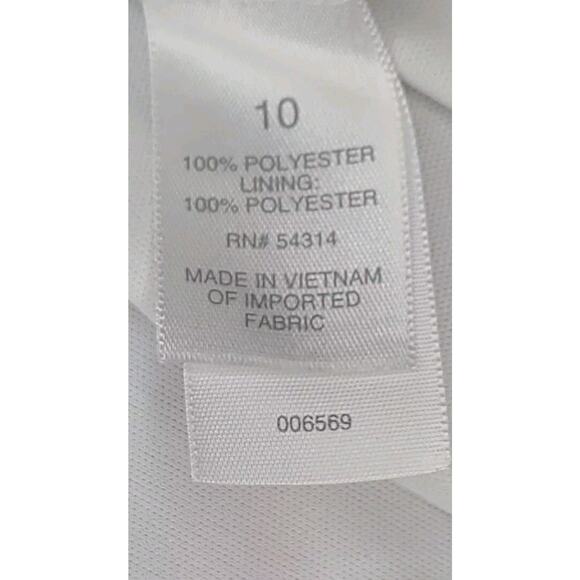 10
100% POLYESTER
LINING:
100% POLYESTER
RN# 54314
MADE IN VIETNAM
OF IMPORTED
FABRIC
006569